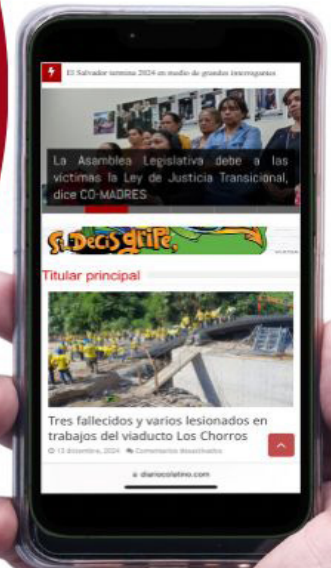 El Salvador termina 2024 en medio de grandes interrogantes
La Asamblea Legislativa debe a las
víctimas la Ley de Justicia Transicional,
dice CO-MADRES
Si Decís gripe,
Titular principal
Tres fallecidos y varios lesionados en
trabajos del viaducto Los Chorros
13 diciembre, 2024 Comentarios desactivados
diariocolatino.com